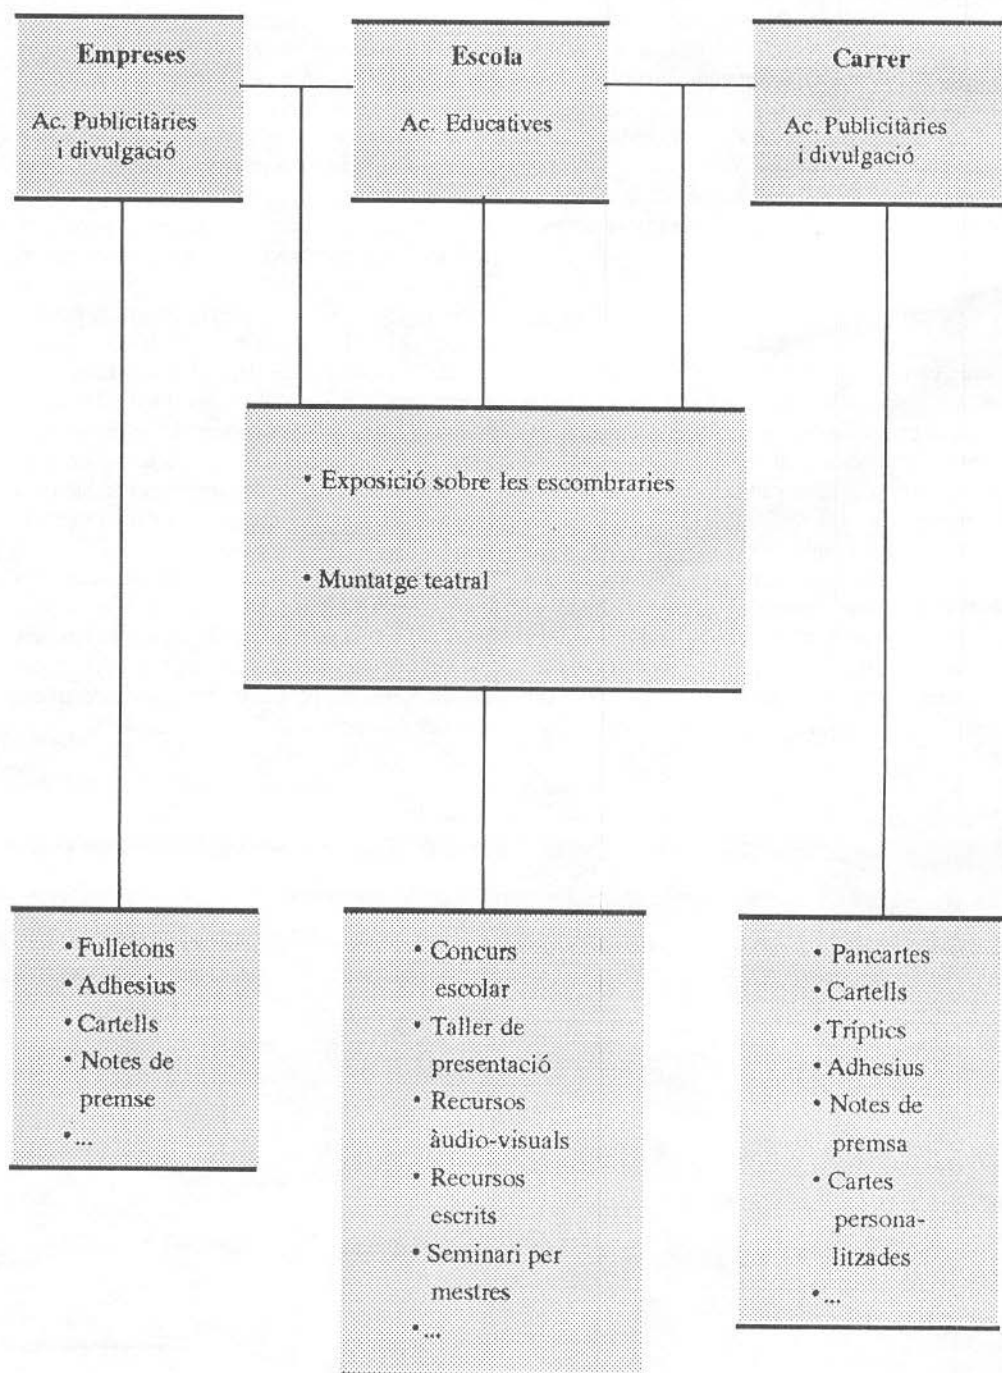 Empreses
Ac. Publicitàries
i divulgació
Escola
Ac. Educatives
Carrer
Ac. Publicitàries
i divulgació
• Exposició sobre les escombraries
• Muntatge teatral
• Fulletons
• Adhesius
• Cartells
• Notes de
premse
• ...
• Concurs
escolar
• Taller de
presentació
• Recursos
àudio-visuals
• Recursos
escrits
• Seminari per
mestres
• ...
• Pancartes
• Cartells
• Tríptics
• Adhesius
• Notes de
premsa
• Cartes
persona-
litzades
• ...